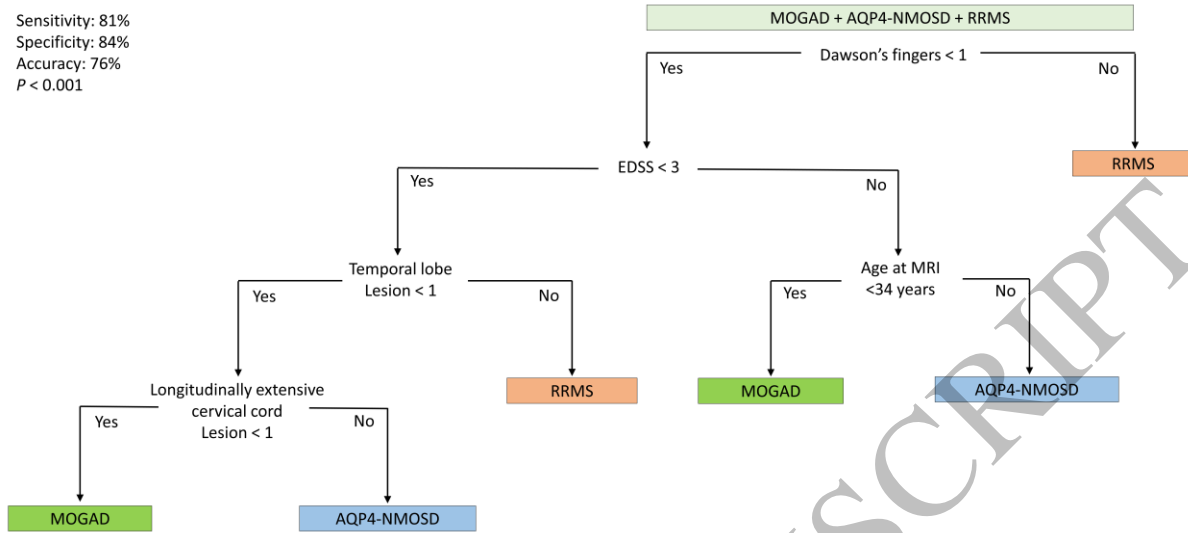 Sensitivity: 81%
Specificity: 84%
Accuracy: 76%
P < 0.001
MOGAD + AQP4-NMOSD + RRMS
Dawson's fingers < 1
Yes
No
RRMS
EDSS < 3
Yes
No
Temporal lobe
Lesion < 1
Yes
No
Age at MRI
<34 years
Yes
No
RRMS
MOGAD
AQP4-NMOSD
Longitudinally extensive
cervical cord
Lesion < 1
Yes
No
MOGAD
AQP4-NMOSD
SCRIPT